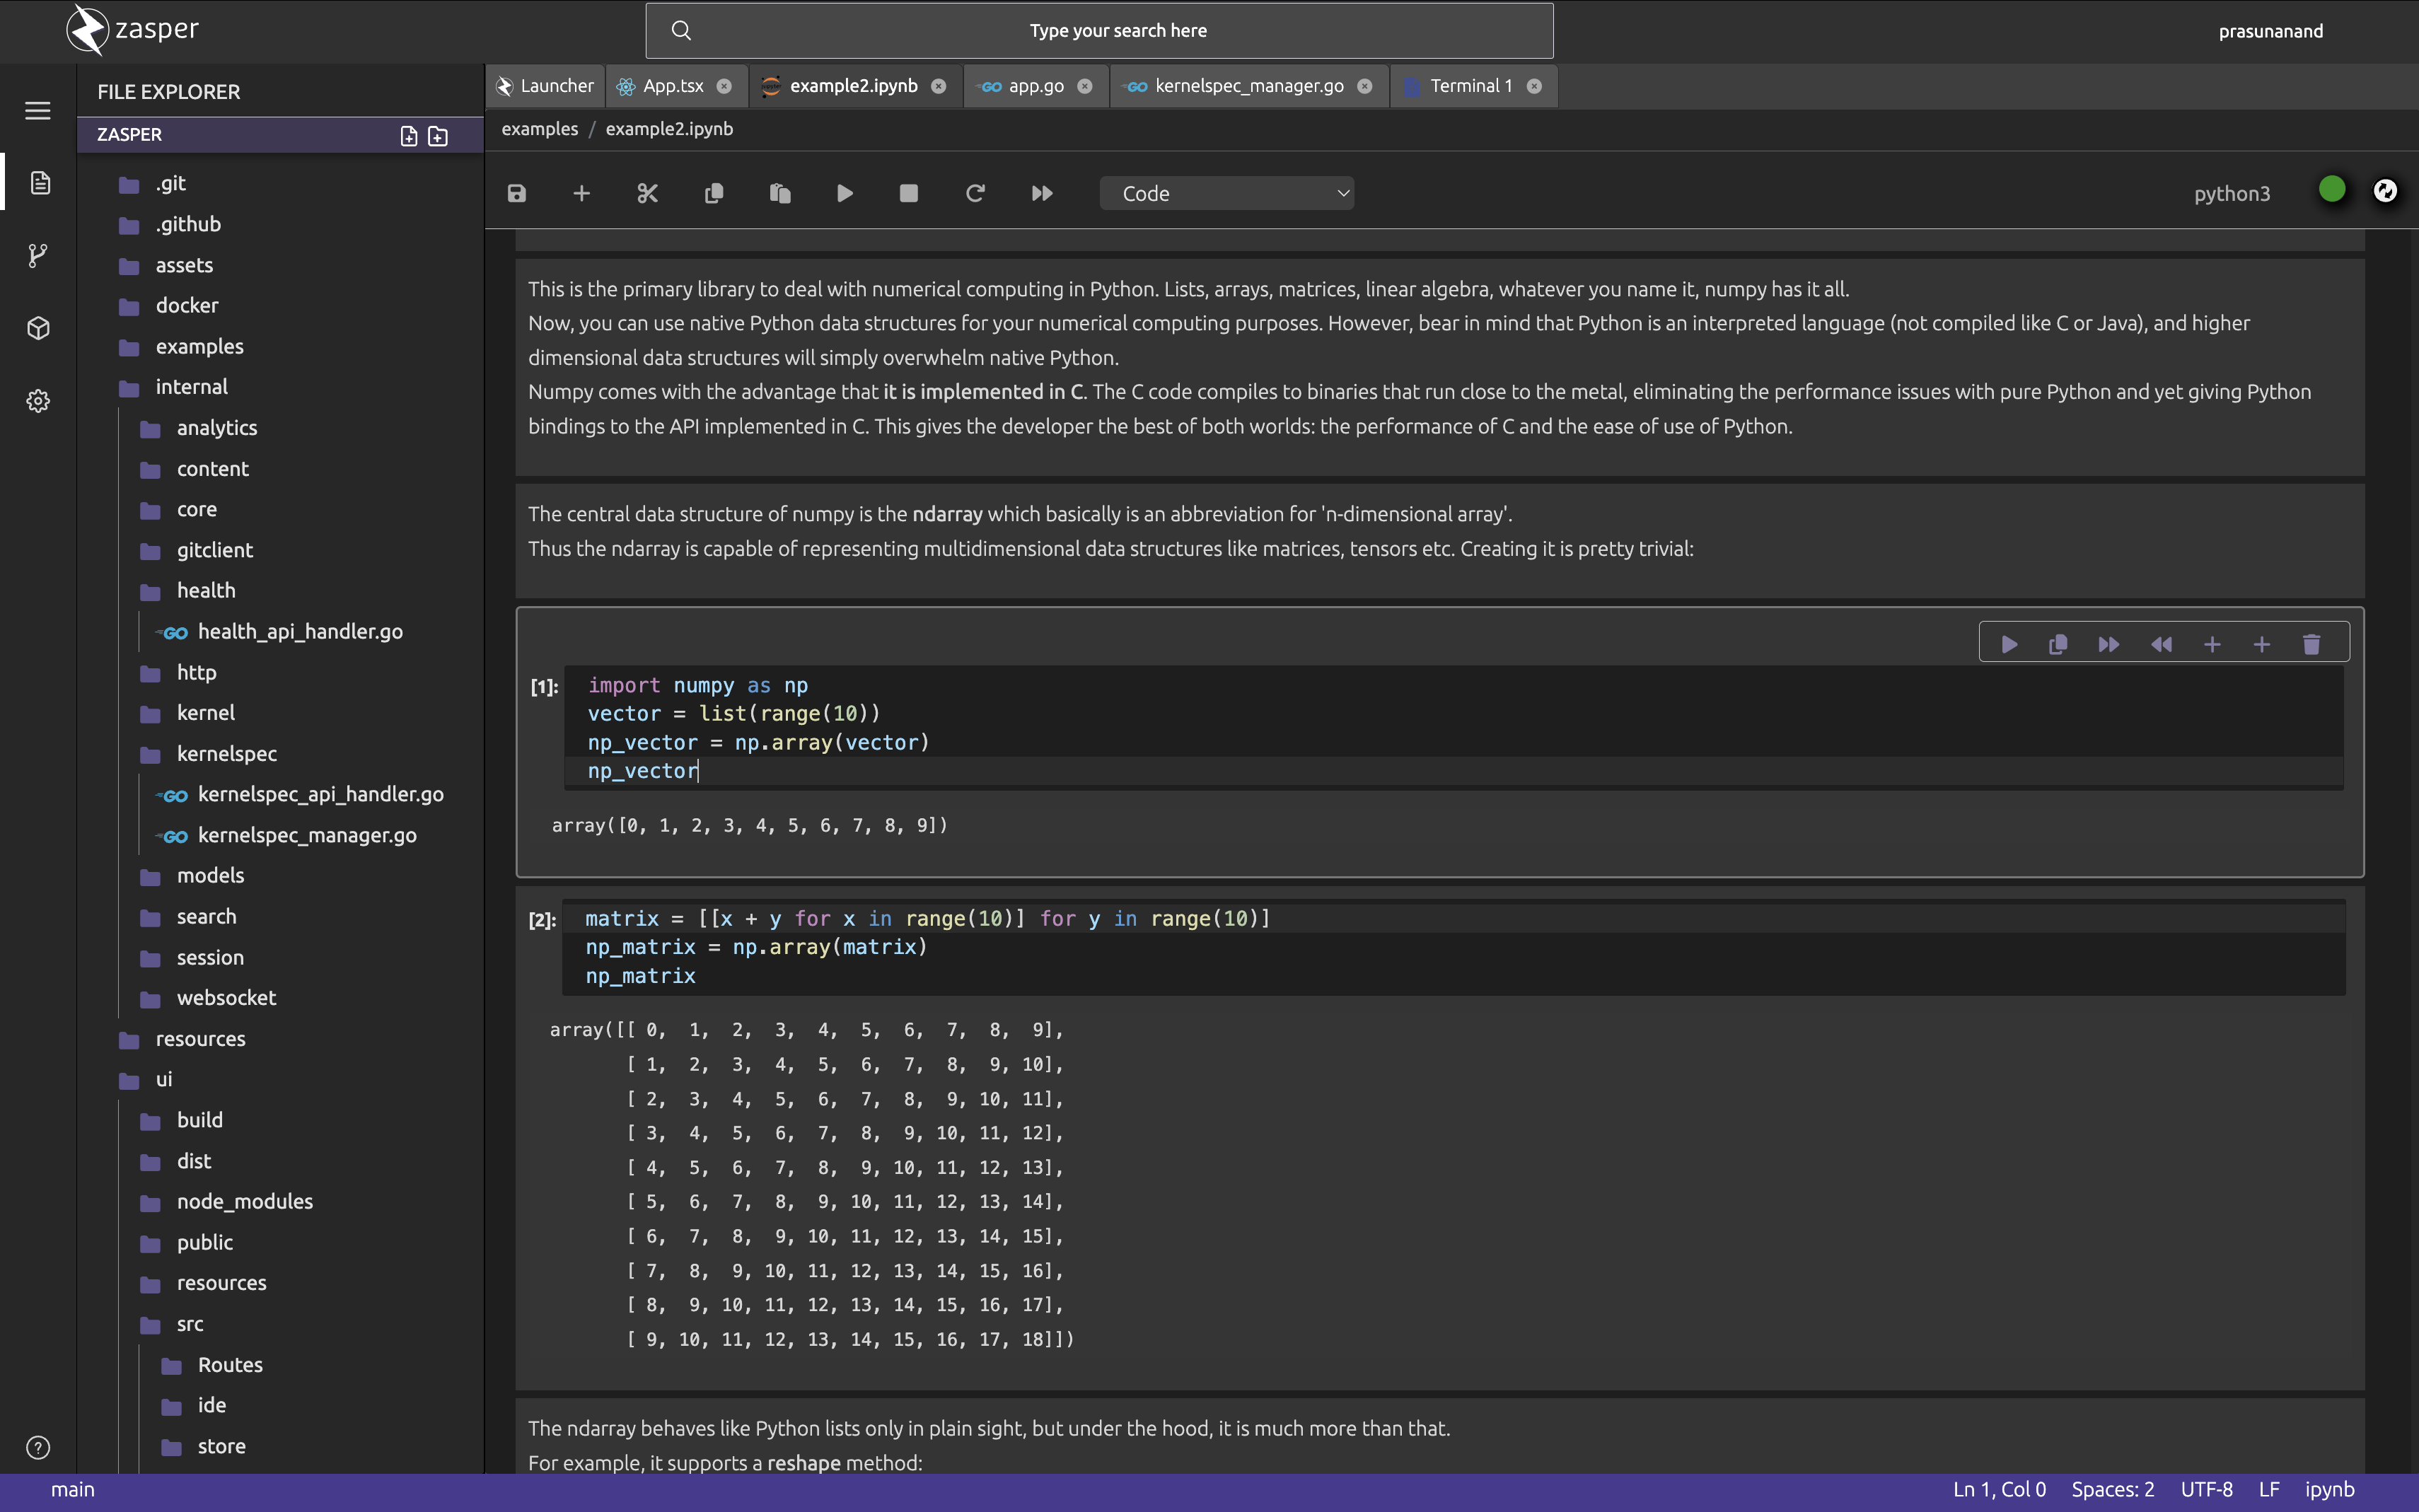 zasper
Type your search here
prasunanand
FILE EXPLORER
ZASPER
.git
.github
assets
docker
examples
internal
analytics
content
core
gitclient
health
GO health_api_handler.go
http
kernel
kernelspec
GO kernelspec_api_handler.go
GO kernelspec_manager.go
models
search
session
websocket
resources
ui
build
dist
node_modules
public
resources
src
Routes
ide
store
Launcher App.tsx example2.ipynb GO app.go GO kernelspec_manager.go Terminal 1
examples / example2.ipynb
Code python3
This is the primary library to deal with numerical computing in Python. Lists, arrays, matrices, linear algebra, whatever you name it, numpy has it all.
Now, you can use native Python data structures for your numerical computing purposes. However, bear in mind that Python is an interpreted language (not compiled like C or Java), and higher
dimensional data structures will simply overwhelm native Python.
Numpy comes with the advantage that it is implemented in C. The C code compiles to binaries that run close to the metal, eliminating the performance issues with pure Python and yet giving Python
bindings to the API implemented in C. This gives the developer the best of both worlds: the performance of C and the ease of use of Python.
The central data structure of numpy is the ndarray which basically is an abbreviation for 'n-dimensional array'.
Thus the ndarray is capable of representing multidimensional data structures like matrices, tensors etc. Creating it is pretty trivial:
[1]: import numpy as np
vector = list(range(10))
np_vector = np.array(vector)
np_vector
array([0, 1, 2, 3, 4, 5, 6, 7, 8, 9])
[2]: matrix = [[x + y for x in range(10)] for y in range(10)]
np_matrix = np.array(matrix)
np_matrix
array([[ 0, 1, 2, 3, 4, 5, 6, 7, 8, 9],
[ 1, 2, 3, 4, 5, 6, 7, 8, 9, 10],
[ 2, 3, 4, 5, 6, 7, 8, 9, 10, 11],
[ 3, 4, 5, 6, 7, 8, 9, 10, 11, 12],
[ 4, 5, 6, 7, 8, 9, 10, 11, 12, 13],
[ 5, 6, 7, 8, 9, 10, 11, 12, 13, 14],
[ 6, 7, 8, 9, 10, 11, 12, 13, 14, 15],
[ 7, 8, 9, 10, 11, 12, 13, 14, 15, 16],
[ 8, 9, 10, 11, 12, 13, 14, 15, 16, 17],
[ 9, 10, 11, 12, 13, 14, 15, 16, 17, 18]])
The ndarray behaves like Python lists only in plain sight, but under the hood, it is much more than that.
For example, it supports a reshape method:
main Ln 1, Col 0 Spaces: 2 UTF-8 LF ipynb